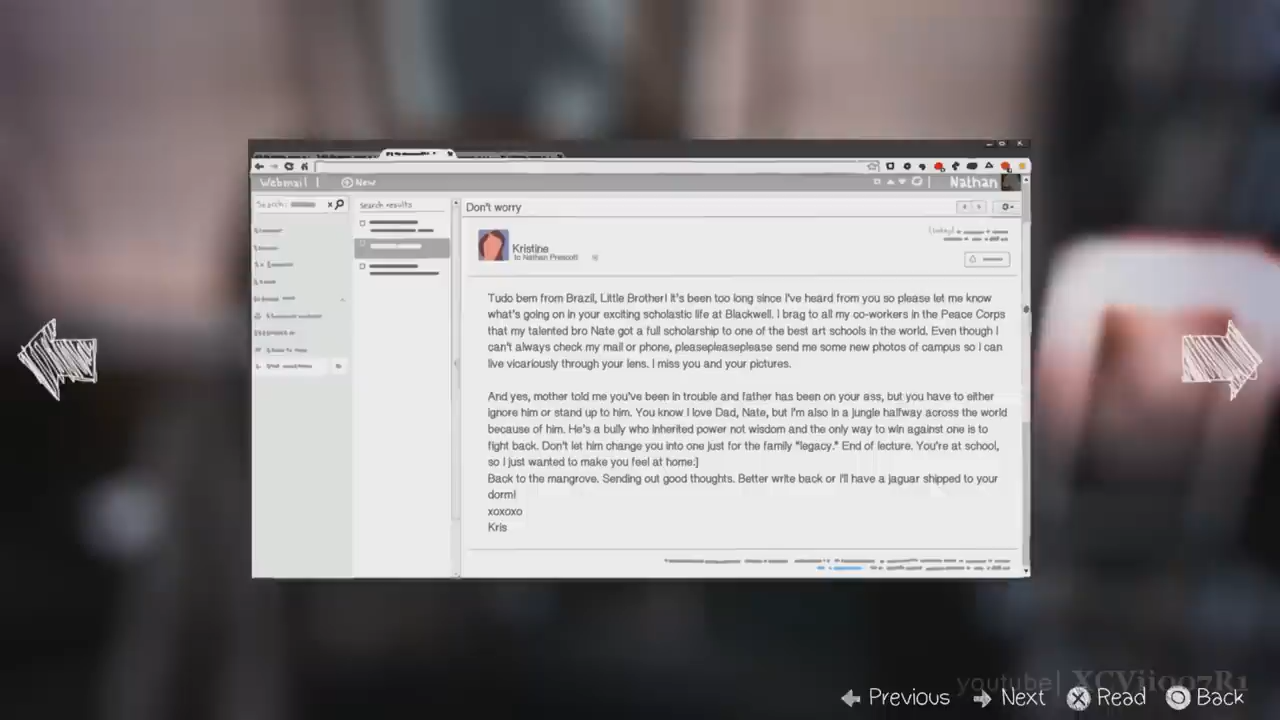 Webmail | New
Nathan
Search:
Search results
Don't worry
Kristine
to Nathan Prescott
(today)
Tudo bem from Brazil, Little Brother! It's been too long since I've heard from you so please let me know
what's going on in your exciting scholastic life at Blackwell. I brag to all my co-workers in the Peace Corps
that my talented bro Nate got a full scholarship to one of the best art schools in the world. Even though I
can't always check my mail or phone, pleasepleaseplease send me some new photos of campus so I can
live vicariously through your lens. I miss you and your pictures.
And yes, mother told me you've been in trouble and father has been on your ass, but you have to either
ignore him or stand up to him. You know I love Dad, Nate, but I'm also in a jungle halfway across the world
because of him. He's a bully who inherited power not wisdom and the only way to win against one is to
fight back. Don't let him change you into one just for the family "legacy." End of lecture. You're at school,
so I just wanted to make you feel at home:]
Back to the mangrove. Sending out good thoughts. Better write back or I'll have a jaguar shipped to your
dorm!
xoxoxo
Kris
youtube| XCVii007R1
Previous Next Read Back